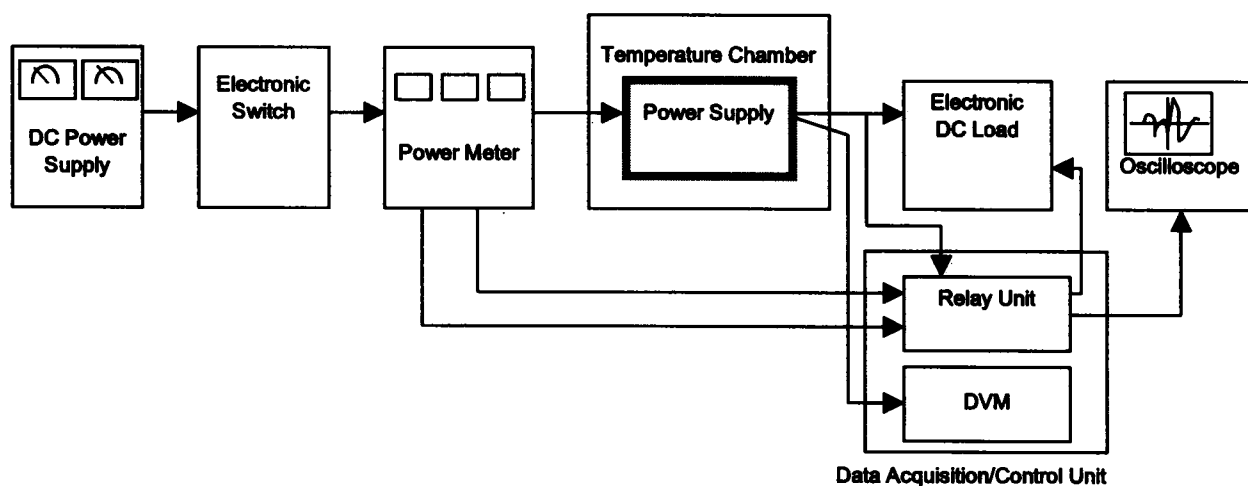 DC Power
Supply
Electronic
Switch
Power Meter
Temperature Chamber
Power Supply
Electronic
DC Load
Oscilloscope
Relay Unit
DVM
Data Acquisition/Control Unit